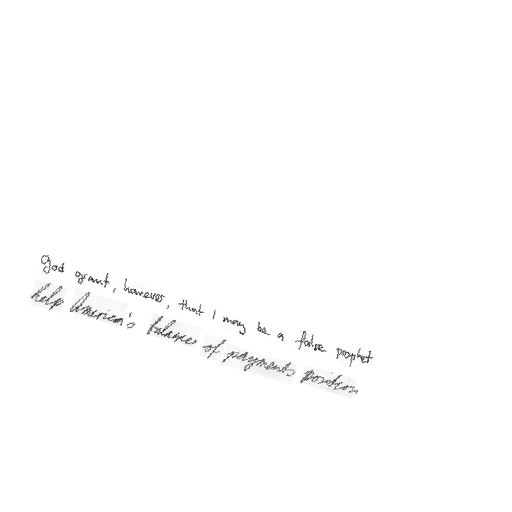 God grant, however, that I may be a false prophet
help America's balance of payments position